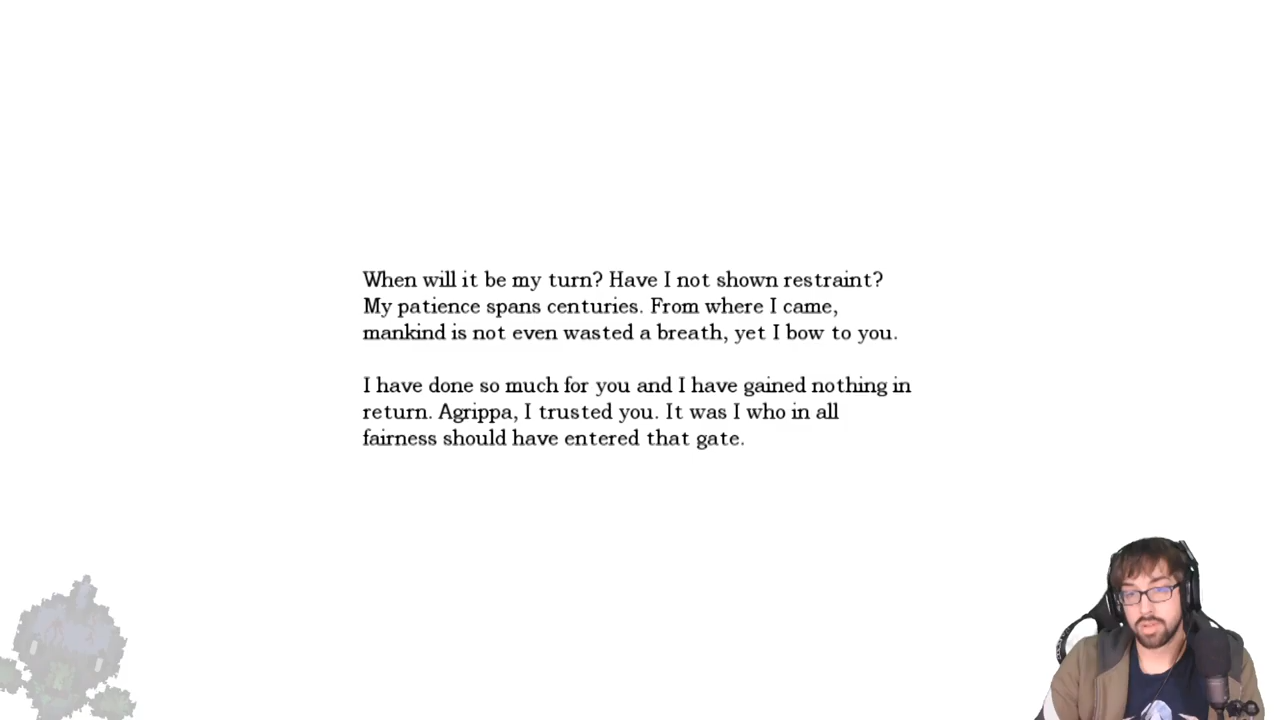 When will it be my turn? Have I not shown restraint?
My patience spans centuries. From where I came,
mankind is not even wasted a breath, yet I bow to you.
I have done so much for you and I have gained nothing in
return. Agrippa, I trusted you. It was I who in all
fairness should have entered that gate.